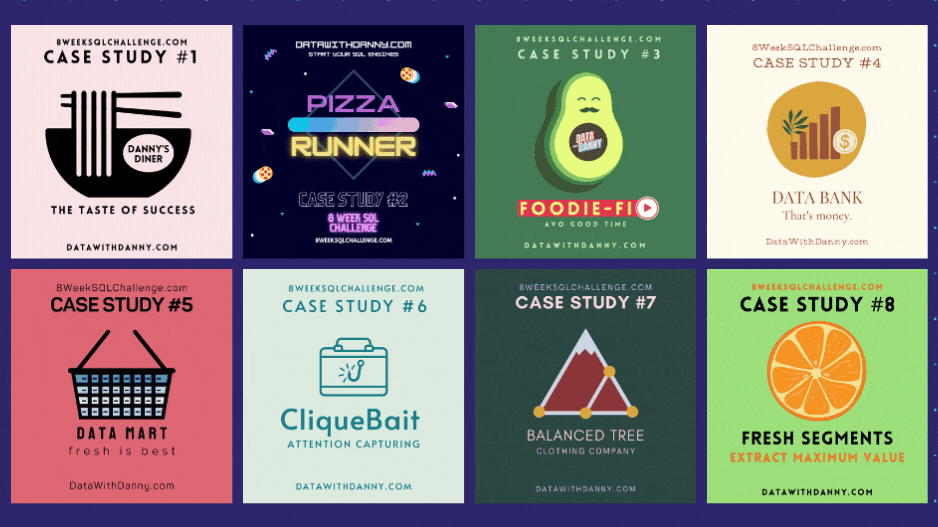 8WEEKSQLCHALLENGE.COM
CASE STUDY #1
DANNY'S
DINER
THE TASTE OF SUCCESS
DATAWITHDANNY.COM
DATAWITHDANNY.COM
START YOUR SQL ENGINES
PIZZA
RUNNER
CASE STUDY #2
8 WEEK SQL
CHALLENGE
8WEEKSQLCHALLENGE.COM
8WEEKSQLCHALLENGE.COM
CASE STUDY #3
DATA
WITH
DANNY
FOODIE-FI
AVO GOOD TIME
DATAWITHDANNY.COM
8WeekSQLChallenge.com
CASE STUDY #4
$
DATA BANK
That's money.
DataWithDanny.com
8WeekSQLChallenge.com
CASE STUDY #5
DATA MART
fresh is best
DataWithDanny.com
8WEEKSQLCHALLENGE.COM
CASE STUDY #6
CliqueBait
ATTENTION CAPTURING
DATAWITHDANNY.COM
8WEEKSQLCHALLENGE.COM
CASE STUDY #7
BALANCED TREE
CLOTHING COMPANY
DATAWITHDANNY.COM
8WEEKSQLCHALLENGE.COM
CASE STUDY #8
FRESH SEGMENTS
EXTRACT MAXIMUM VALUE
DATAWITHDANNY.COM